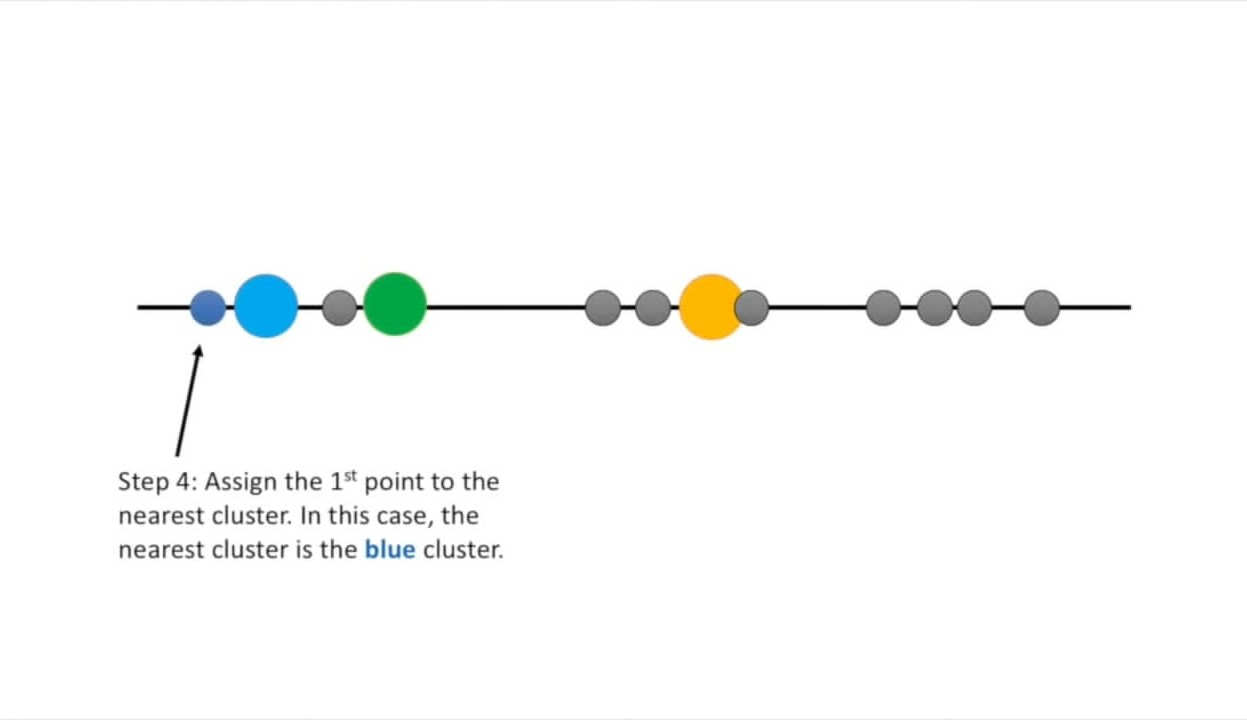 Step 4: Assign the 1st point to the
nearest cluster. In this case, the
nearest cluster is the blue cluster.